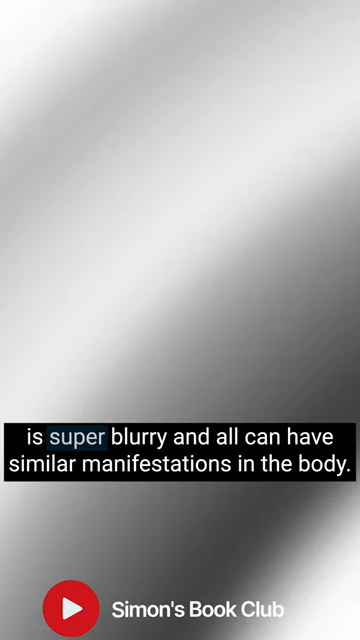 is super blurry and all can have
similar manifestations in the body.
Simon's Book Club